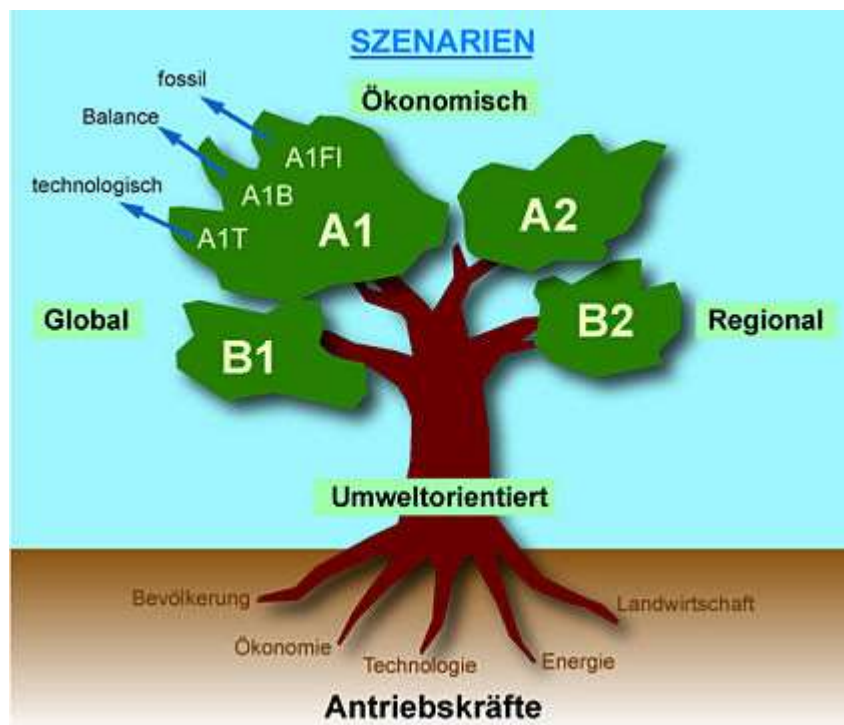 SZENARIEN
fossil
Ökonomisch
Balance
technologisch
A1FI
A1B
A1T
A1
A2
Global
B1
B2
Regional
Umweltorientiert
Bevölkerung
Ökonomie
Technologie
Energie
Landwirtschaft
Antriebskräfte